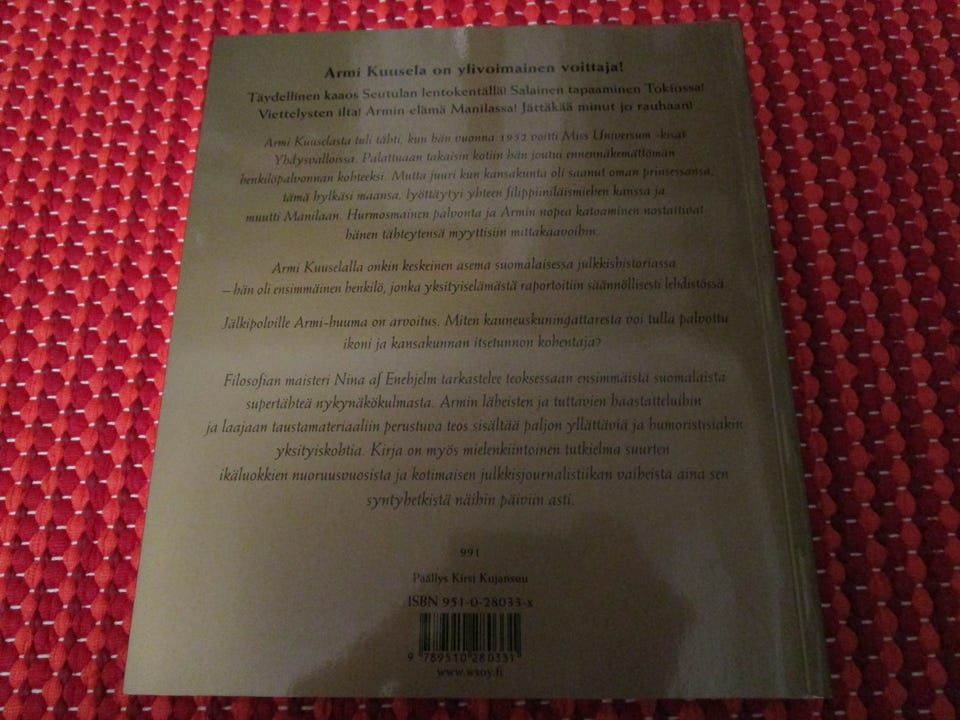 Armi Kuusela on ylivoimainen voittaja!
Täydellinen kaaos Seutulan lentokentällä! Salainen tapaaminen Tokiossa!
Viettelysten ilta! Armin elämä Manilassa! Jättäkää minut jo rauhaan!
Armi Kuuselasta tuli tähti, kun hän vuonna 1952 voitti Miss Universum -kisat
Yhdysvalloissa. Palattuaan takaisin kotiin hän joutui ennennäkemättömän
henkilöpalvonnan kohteeksi. Mutta juuri kun kansakunta oli saanut oman prinsessansa,
tämä hylkäsi maansa, lyöttäytyi yhteen filippiiniläismiehen kanssa ja
muutti Manilaan. Hurmosmainen palvonta ja Armin nopea katoaminen nostattivat
hänen tähteytensä myyttisiin mittakaavoihin.
Armi Kuuselalla onkin keskeinen asema suomalaisessa julkkishistoriassa
– hän oli ensimmäinen henkilö, jonka yksityiselämästä raportoitiin säännöllisesti lehdistössä.
Jälkipolville Armi-huuma on arvoitus. Miten kauneuskuningattaresta voi tulla palvottu
ikoni ja kansakunnan itsetunnon kohentaja?
Filosofian maisteri Nina af Enehjelm tarkastelee teoksessaan ensimmäistä suomalaista
supertähteä nykynäkökulmasta. Armin läheisten ja tuttavien haastatteluihin
ja laajaan taustamateriaaliin perustuva teos sisältää paljon yllättäviä ja humoristisiakin
yksityiskohtia. Kirja on myös mielenkiintoinen tutkielma suurten
ikäluokkien nuoruusvuosista ja kotimaisen julkkisjournalistiikan vaiheista aina sen
syntyhetkistä näihin päiviin asti.
991
Päällys Kirsi Kujansuu
ISBN 951-0-28033-x
9 789510 280331
www.wsoy.fi